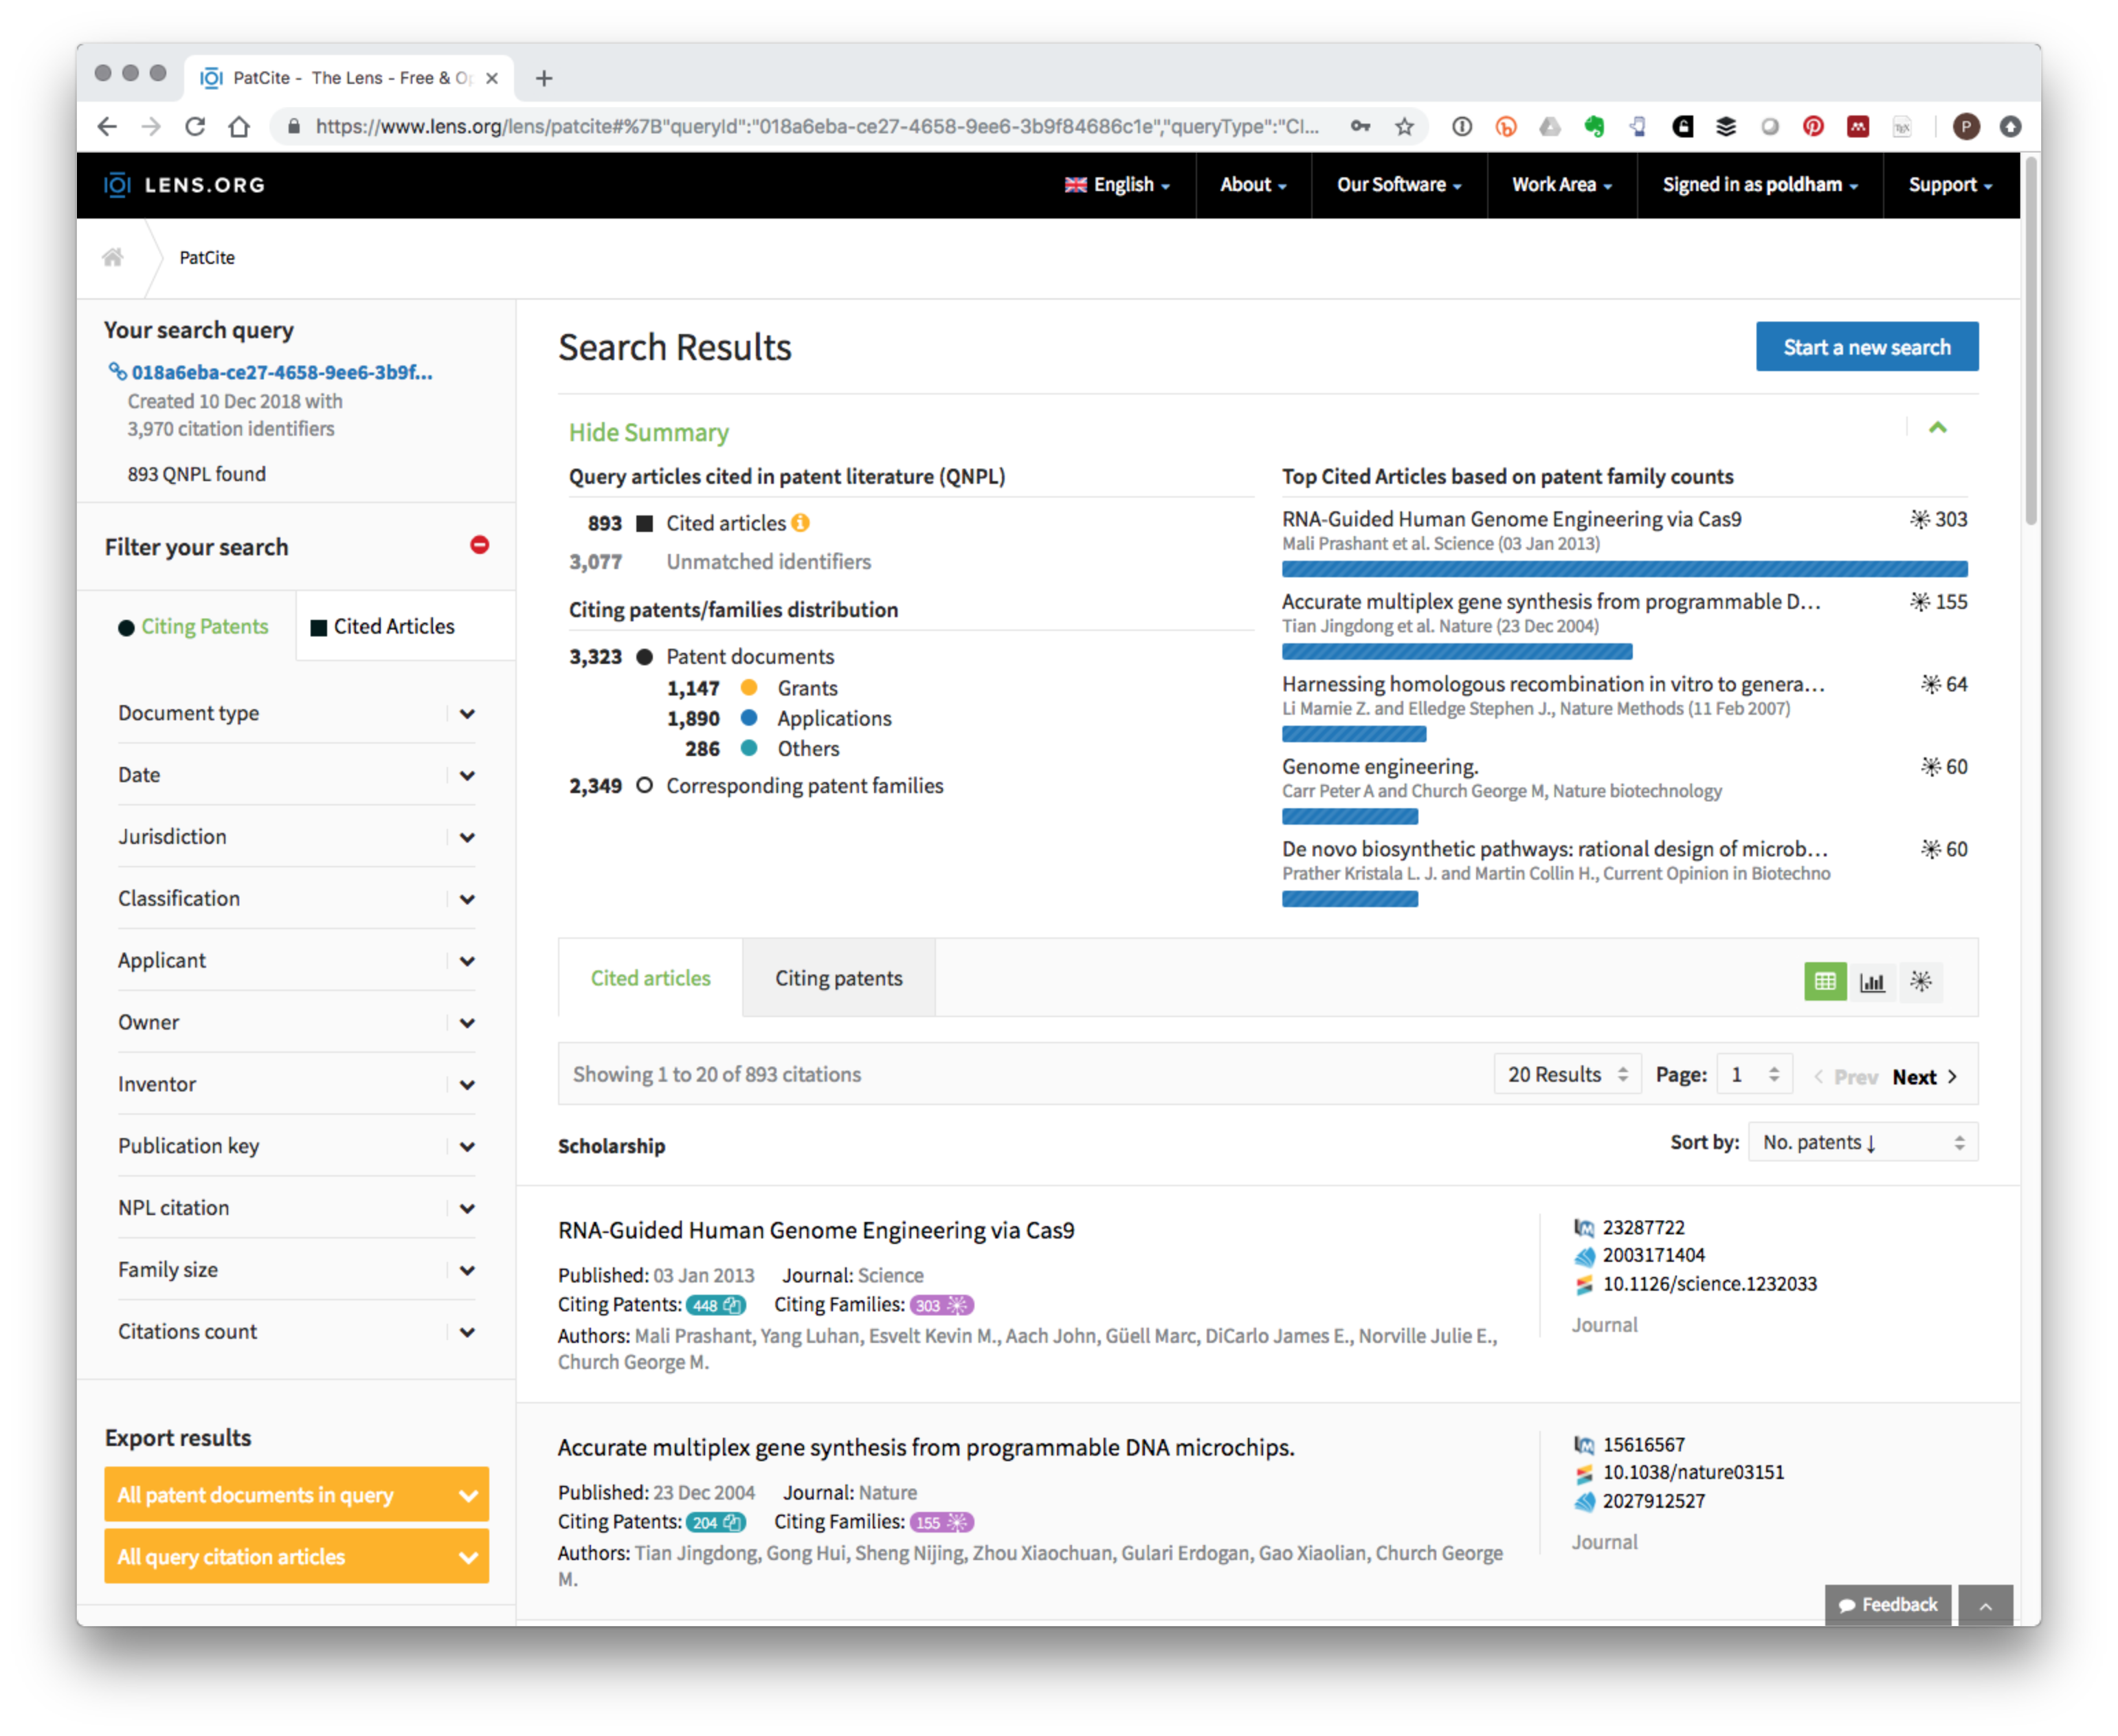 PatCite - The Lens - Free & Op
https://www.lens.org/lens/patcite#%7B"queryId":"018a6eba-ce27-4658-9ee6-3b9f84686c1e","queryType":"Cl...
P
LENS.ORG
English
About
Our Software
Work Area
Signed in as poldham
Support
PatCite
Your search query
018a6eba-ce27-4658-9ee6-3b9f...
Created 10 Dec 2018 with
3,970 citation identifiers
893 QNPL found
Filter your search
Citing Patents
Cited Articles
Document type
Date
Jurisdiction
Classification
Applicant
Owner
Inventor
Publication key
NPL citation
Family size
Citations count
Export results
All patent documents in query
All query citation articles
Search Results
Start a new search
Hide Summary
Query articles cited in patent literature (QNPL)
893 Cited articles
3,077 Unmatched identifiers
Citing patents/families distribution
3,323 Patent documents
1,147 Grants
1,890 Applications
286 Others
2,349 Corresponding patent families
Top Cited Articles based on patent family counts
RNA-Guided Human Genome Engineering via Cas9 303
Mali Prashant et al. Science (03 Jan 2013)
Accurate multiplex gene synthesis from programmable D... 155
Tian Jingdong et al. Nature (23 Dec 2004)
Harnessing homologous recombination in vitro to genera... 64
Li Mamie Z. and Elledge Stephen J., Nature Methods (11 Feb 2007)
Genome engineering. 60
Carr Peter A and Church George M, Nature biotechnology
De novo biosynthetic pathways: rational design of microb... 60
Prather Kristala L. J. and Martin Collin H., Current Opinion in Biotechno
Cited articles
Citing patents
Showing 1 to 20 of 893 citations
20 Results Page: 1 Prev Next
Scholarship
Sort by: No. patents ↓
RNA-Guided Human Genome Engineering via Cas9
Published: 03 Jan 2013 Journal: Science
Citing Patents: 448 Citing Families: 303
Authors: Mali Prashant, Yang Luhan, Esvelt Kevin M., Aach John, Güell Marc, DiCarlo James E., Norville Julie E.,
Church George M.
23287722
2003171404
10.1126/science.1232033
Journal
Accurate multiplex gene synthesis from programmable DNA microchips.
Published: 23 Dec 2004 Journal: Nature
Citing Patents: 204 Citing Families: 155
Authors: Tian Jingdong, Gong Hui, Sheng Nijing, Zhou Xiaochuan, Gulari Erdogan, Gao Xiaolian, Church George
M.
15616567
10.1038/nature03151
2027912527
Journal
Feedback